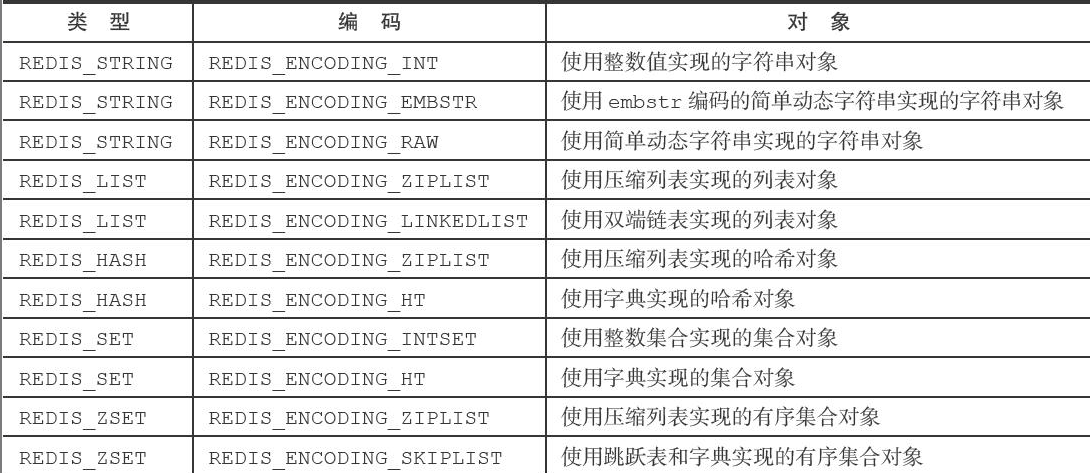 类 型 编 码 对 象
REDIS_STRING REDIS_ENCODING_INT 使用整数值实现的字符串对象
REDIS_STRING REDIS_ENCODING_EMBSTR 使用 embstr 编码的简单动态字符串实现的字符串对象
REDIS_STRING REDIS_ENCODING_RAW 使用简单动态字符串实现的字符串对象
REDIS_LIST REDIS_ENCODING_ZIPLIST 使用压缩列表实现的列表对象
REDIS_LIST REDIS_ENCODING_LINKEDLIST 使用双端链表实现的列表对象
REDIS_HASH REDIS_ENCODING_ZIPLIST 使用压缩列表实现的哈希对象
REDIS_HASH REDIS_ENCODING_HT 使用字典实现的哈希对象
REDIS_SET REDIS_ENCODING_INTSET 使用整数集合实现的集合对象
REDIS_SET REDIS_ENCODING_HT 使用字典实现的集合对象
REDIS_ZSET REDIS_ENCODING_ZIPLIST 使用压缩列表实现的有序集合对象
REDIS_ZSET REDIS_ENCODING_SKIPLIST 使用跳跃表和字典实现的有序集合对象